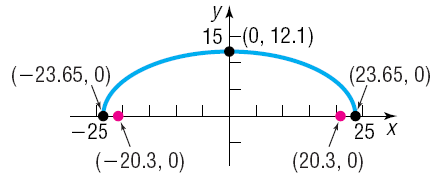 y
15 (0, 12.1)
(−23.65, 0) (23.65, 0)
−25 25 x
(−20.3, 0) (20.3, 0)